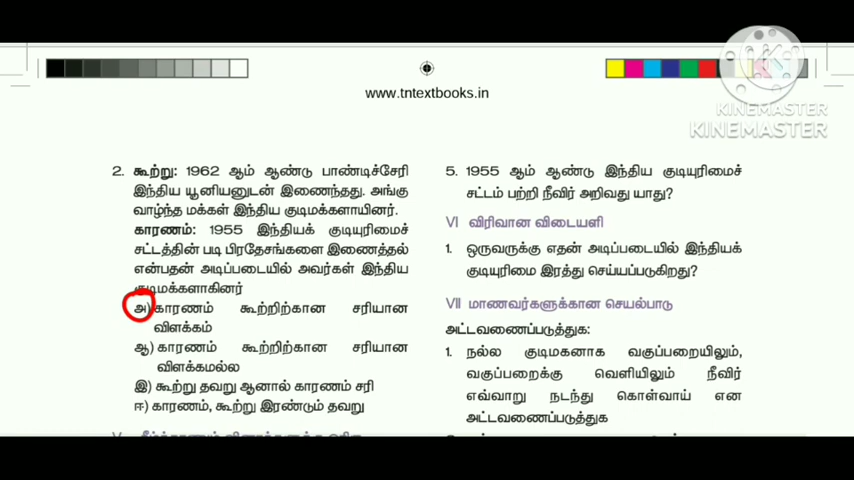 KINEMASTER
KINEMASTER
www.tntextbooks.in
2. கூற்று: 1962 ஆம் ஆண்டு பாண்டிச்சேரி
இந்திய யூனியனுடன் இணைந்தது. அங்கு
வாழ்ந்த மக்கள் இந்திய குடிமக்களாயினர்.
காரணம்: 1955 இந்தியக் குடியுரிமைச்
சட்டத்தின் படி பிரதேசங்களை இணைத்தல்
என்பதன் அடிப்படையில் அவர்கள் இந்திய
குடிமக்களாகினர்
அ) காரணம் கூற்றிற்கான சரியான
விளக்கம்
ஆ) காரணம் கூற்றிற்கான சரியான
விளக்கமல்ல
இ) கூற்று தவறு ஆனால் காரணம் சரி
ஈ) காரணம், கூற்று இரண்டும் தவறு
5. 1955 ஆம் ஆண்டு இந்திய குடியுரிமைச்
சட்டம் பற்றி நீவிர் அறிவது யாது?
VI விரிவான விடையளி
1. ஒருவருக்கு எதன் அடிப்படையில் இந்தியக்
குடியுரிமை இரத்து செய்யப்படுகிறது?
VII மாணவர்களுக்கான செயல்பாடு
அட்டவணைப்படுத்துக:
1. நல்ல குடிமகனாக வகுப்பறையிலும்,
வகுப்பறைக்கு வெளியிலும் நீவிர்
எவ்வாறு நடந்து கொள்வாய் என
அட்டவணைப்படுத்துக